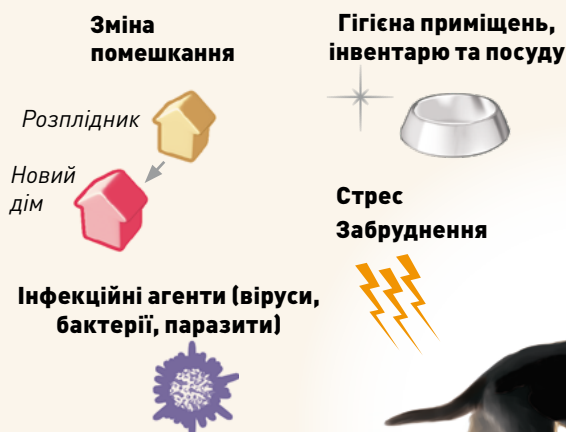 Зміна
помешкання
Розплідник
Новий
дім
Гігієна приміщень,
інвентарю та посуду
Стрес
Забруднення
Інфекційні агенти (віруси,
бактерії, паразити)